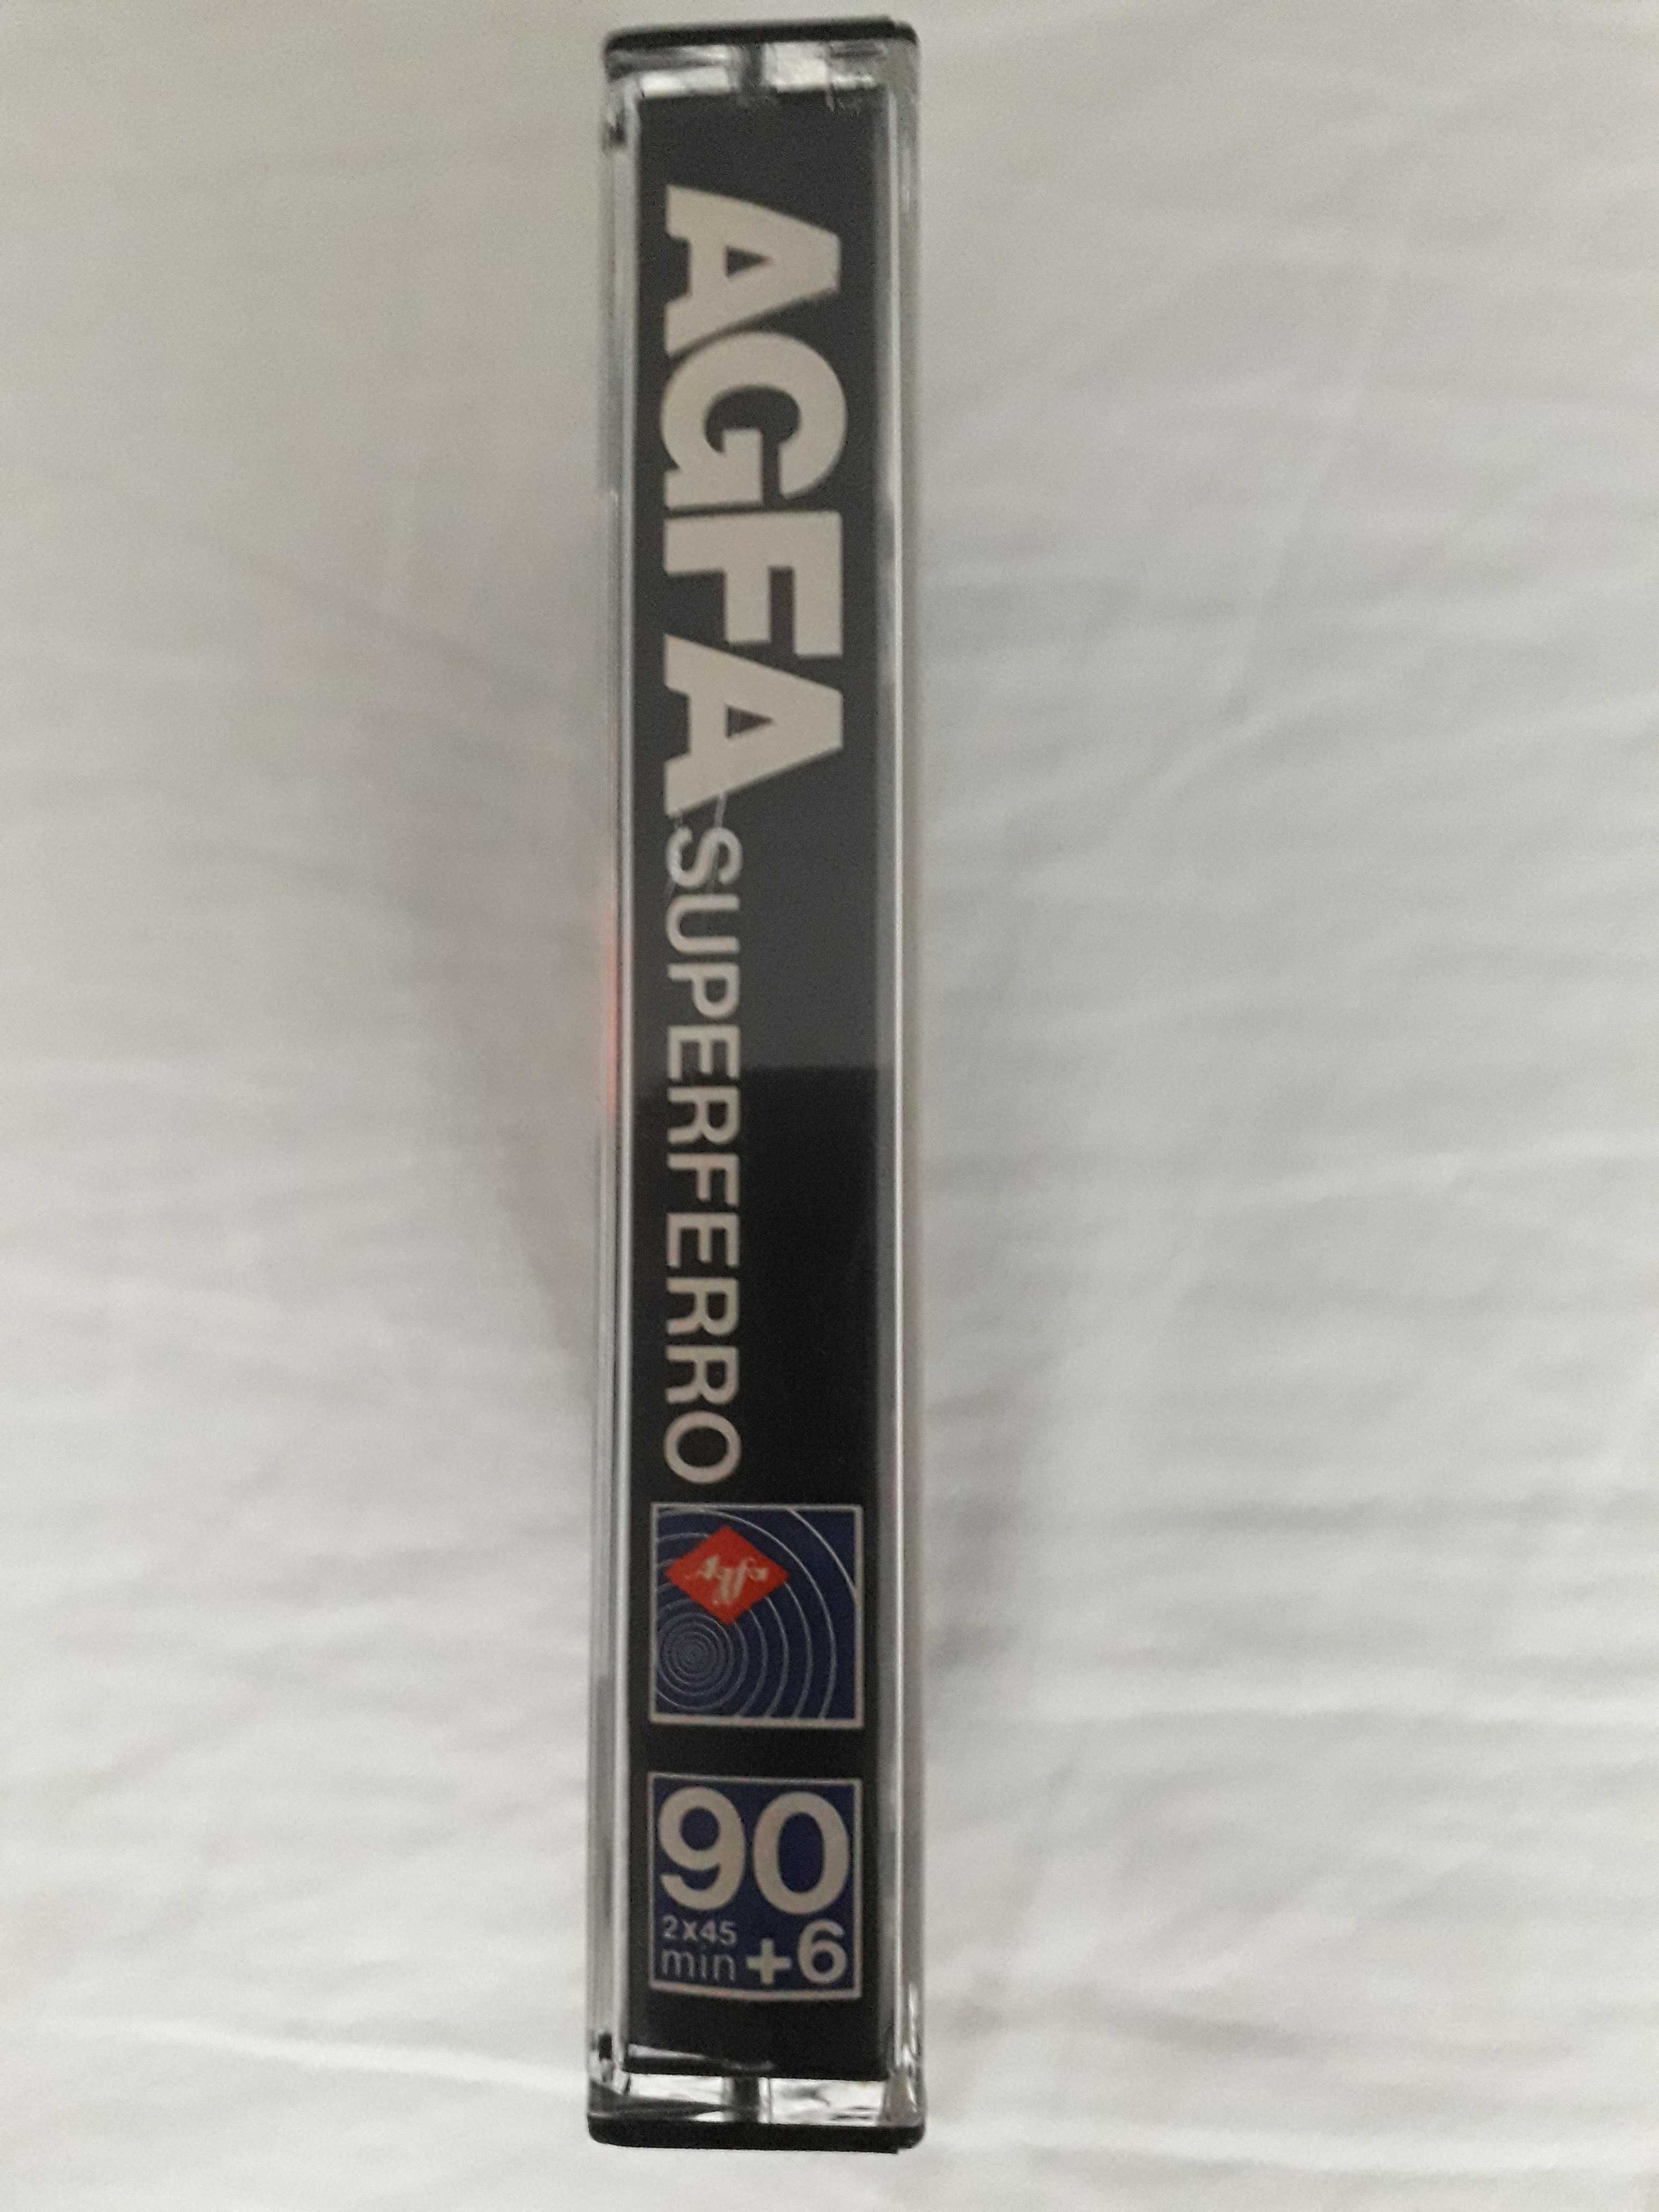 AGFA SUPERFERRO
Agfa
90
2x45
min +6